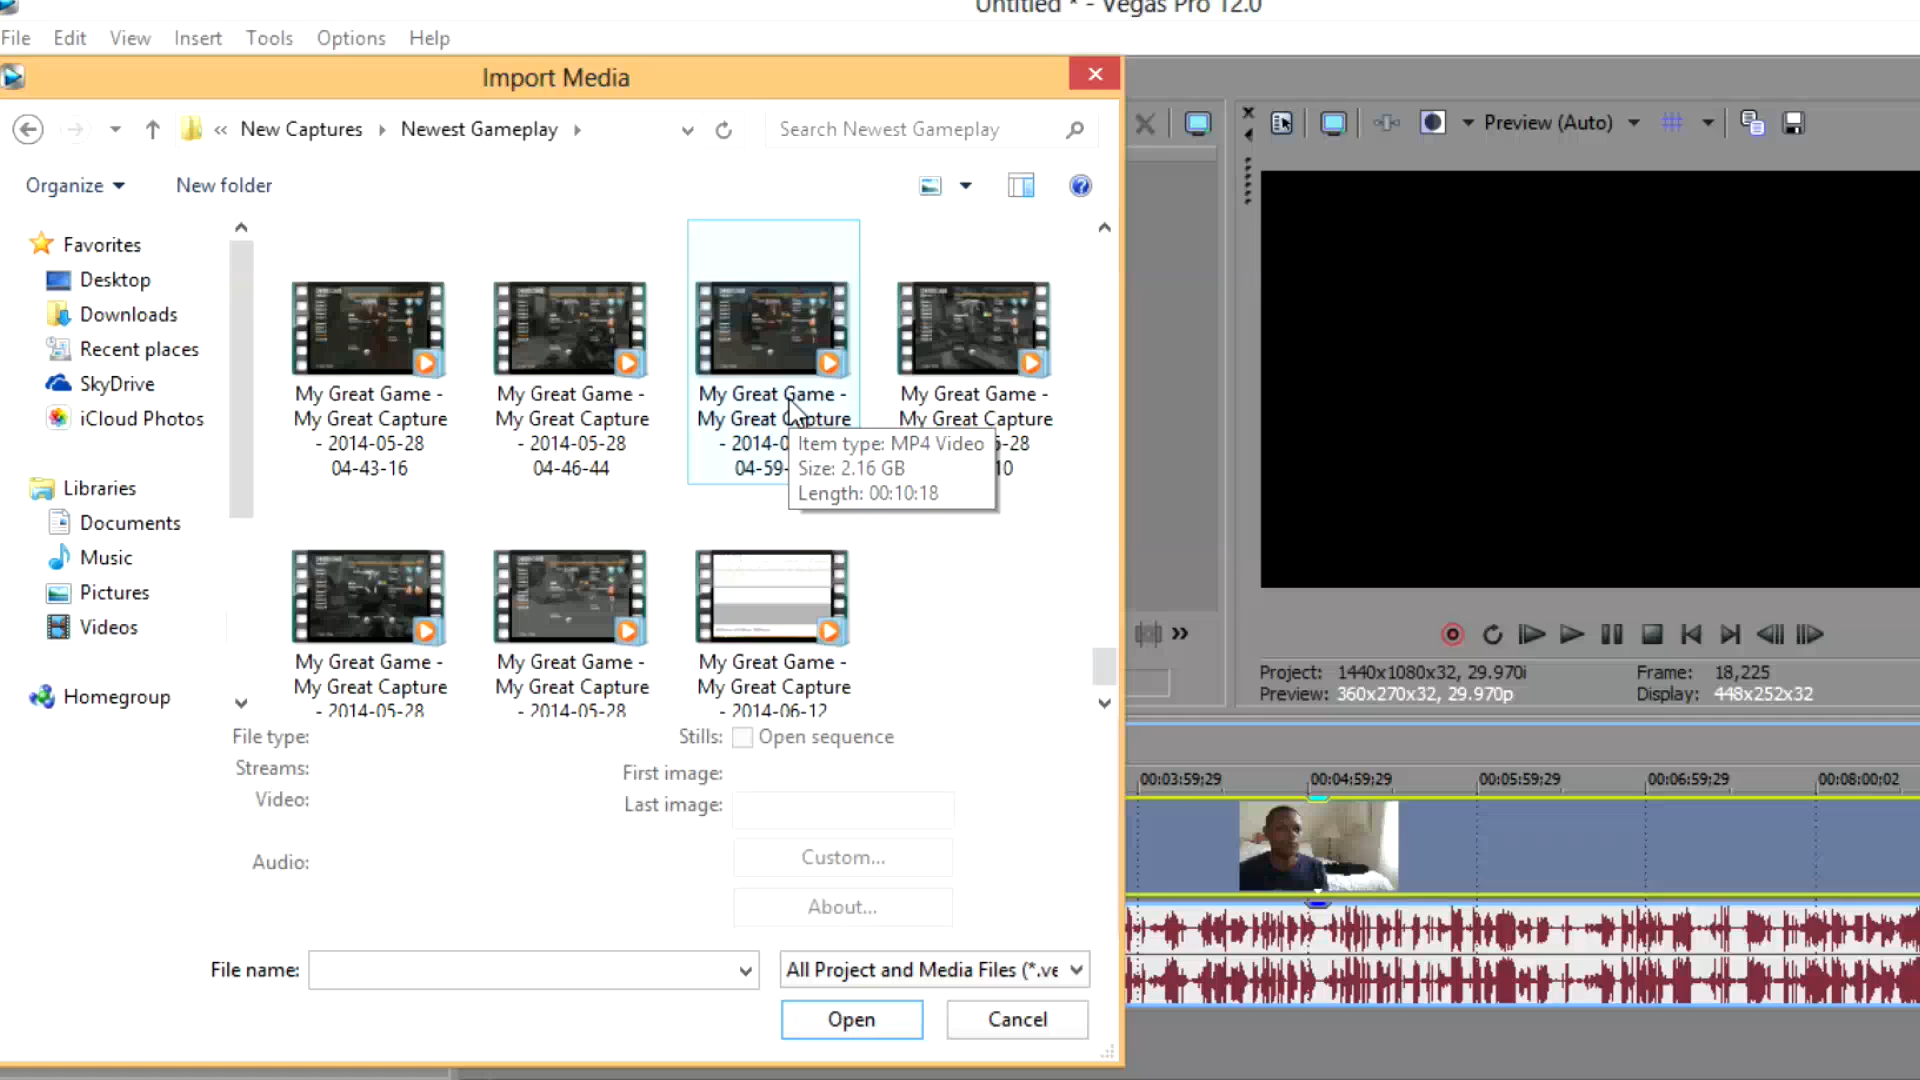 Untitled * - Vegas Pro 12.0
File Edit View Insert Tools Options Help
Import Media
« New Captures Newest Gameplay
Search Newest Gameplay
Preview (Auto)
Organize New folder
Favorites
Desktop
Downloads
Recent places
SkyDrive
iCloud Photos
Libraries
Documents
Music
Pictures
Videos
Homegroup
My Great Game -
My Great Capture
- 2014-05-28
04-43-16
My Great Game -
My Great Capture
- 2014-05-28
04-46-44
My Great Game -
My Great Capture
- 2014-0
04-59-
My Great Game -
My Great Capture
-28
10
Item type: MP4 Video
Size: 2.16 GB
Length: 00:10:18
My Great Game -
My Great Capture
- 2014-05-28
My Great Game -
My Great Capture
- 2014-05-28
My Great Game -
My Great Capture
- 2014-06-12
File type:
Streams:
Video:
Audio:
Stills: Open sequence
First image:
Last image:
Custom...
About...
File name:
All Project and Media Files (*.ve
Open Cancel
Project: 1440x1080x32, 29.970i
Preview: 360x270x32, 29.970p
Frame: 18,225
Display: 448x252x32
00:03:59;29 00:04:59;29 00:05:59;29 00:06:59;29 00:08:00;02